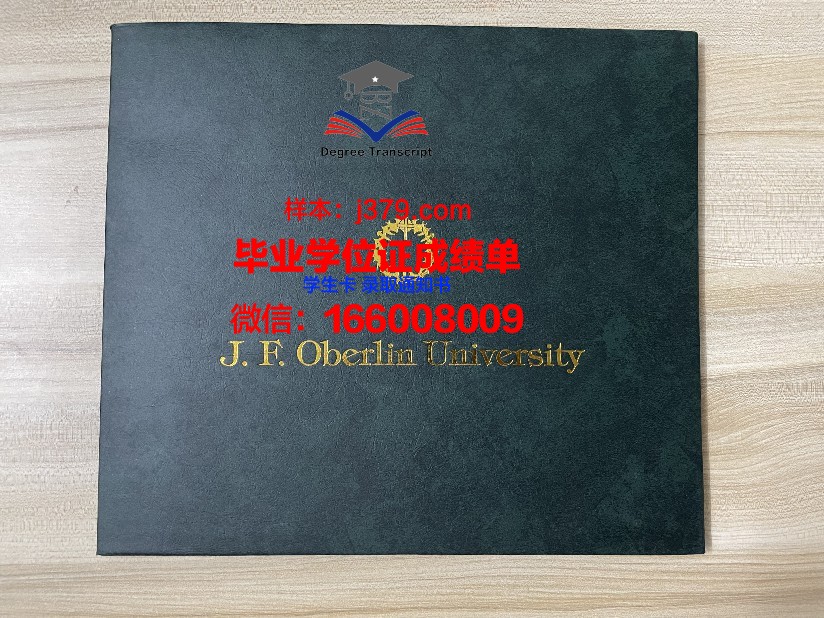 Degree Transcript
样本：j379.com
毕业学位证成绩单
学生卡 录取通知书
微信：166008009
J. F. Oberlin University